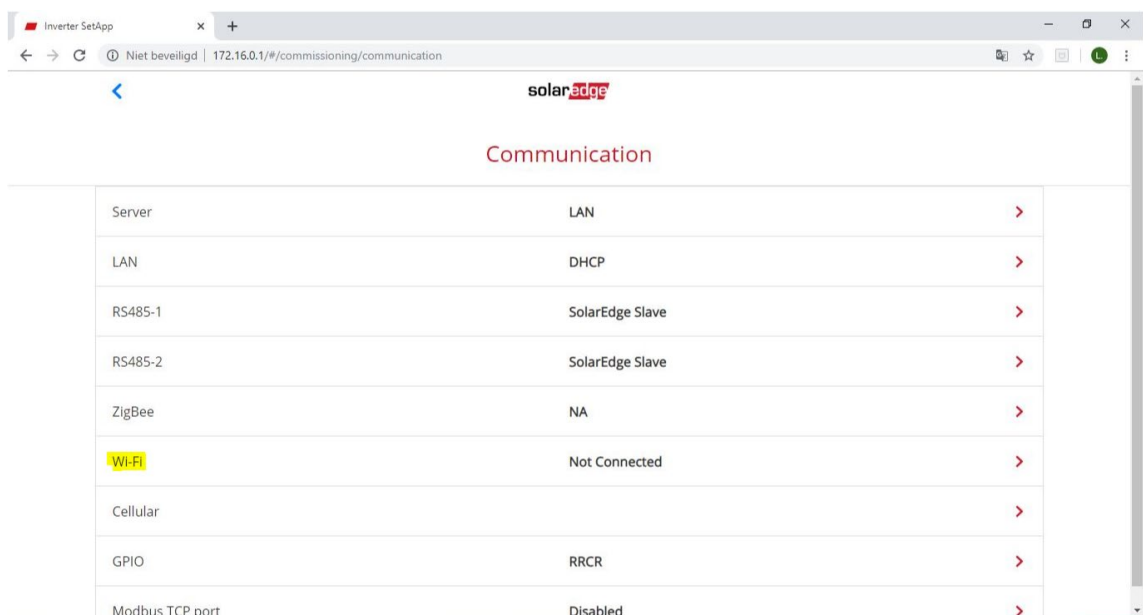 Inverter SetApp
Niet beveiligd | 172.16.0.1/#/commissioning/communication
L
solaredge
Communication
Server LAN
LAN DHCP
RS485-1 SolarEdge Slave
RS485-2 SolarEdge Slave
ZigBee NA
Wi-Fi Not Connected
Cellular
GPIO RRCR
Modbus TCP port Disabled